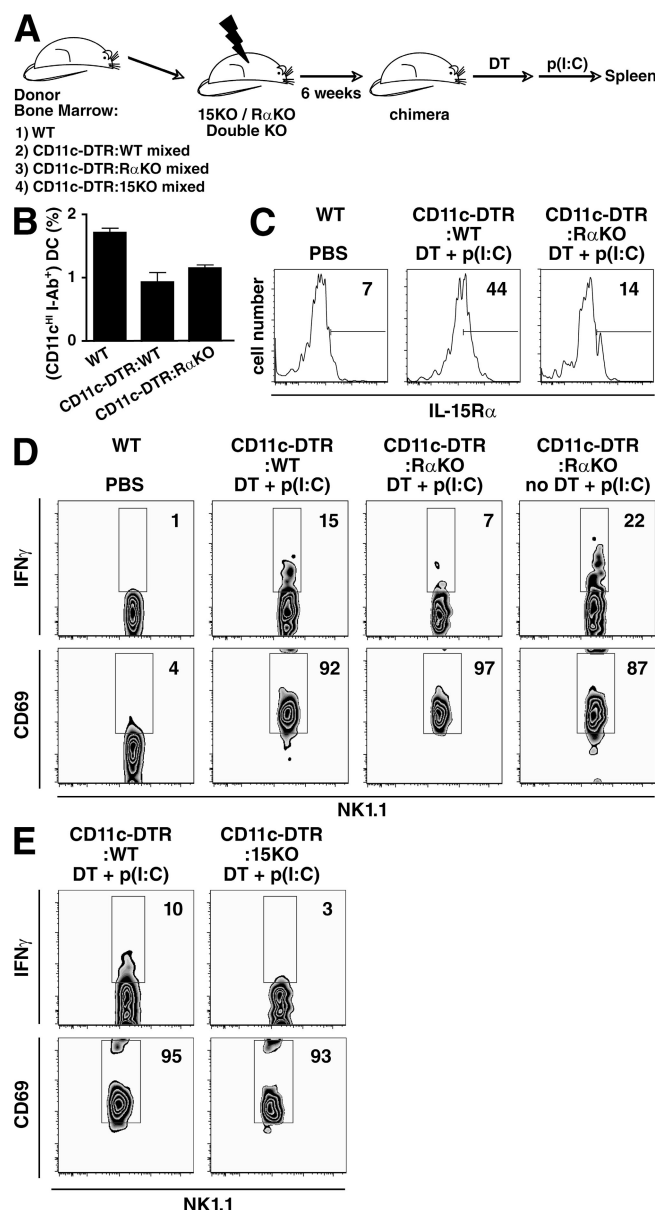 A
Donor
Bone Marrow:
1) WT
2) CD11c-DTR:WT mixed
3) CD11c-DTR:RαKO mixed
4) CD11c-DTR:15KO mixed
15KO / RαKO
Double KO
6 weeks
chimera
DT
p(I:C)
Spleen
B
(CD11cHI I-Ab+) DC (%)
2
1
0
WT
CD11c-DTR:WT
CD11c-DTR:RαKO
C
WT
PBS
CD11c-DTR
:WT
DT + p(I:C)
CD11c-DTR
:RαKO
DT + p(I:C)
cell number
7
44
14
IL-15Rα
D
WT
PBS
CD11c-DTR
:WT
DT + p(I:C)
CD11c-DTR
:RαKO
DT + p(I:C)
CD11c-DTR
:RαKO
no DT + p(I:C)
IFNγ
1
15
7
22
CD69
4
92
97
87
NK1.1
E
CD11c-DTR
:WT
DT + p(I:C)
CD11c-DTR
:15KO
DT + p(I:C)
IFNγ
10
3
CD69
95
93
NK1.1